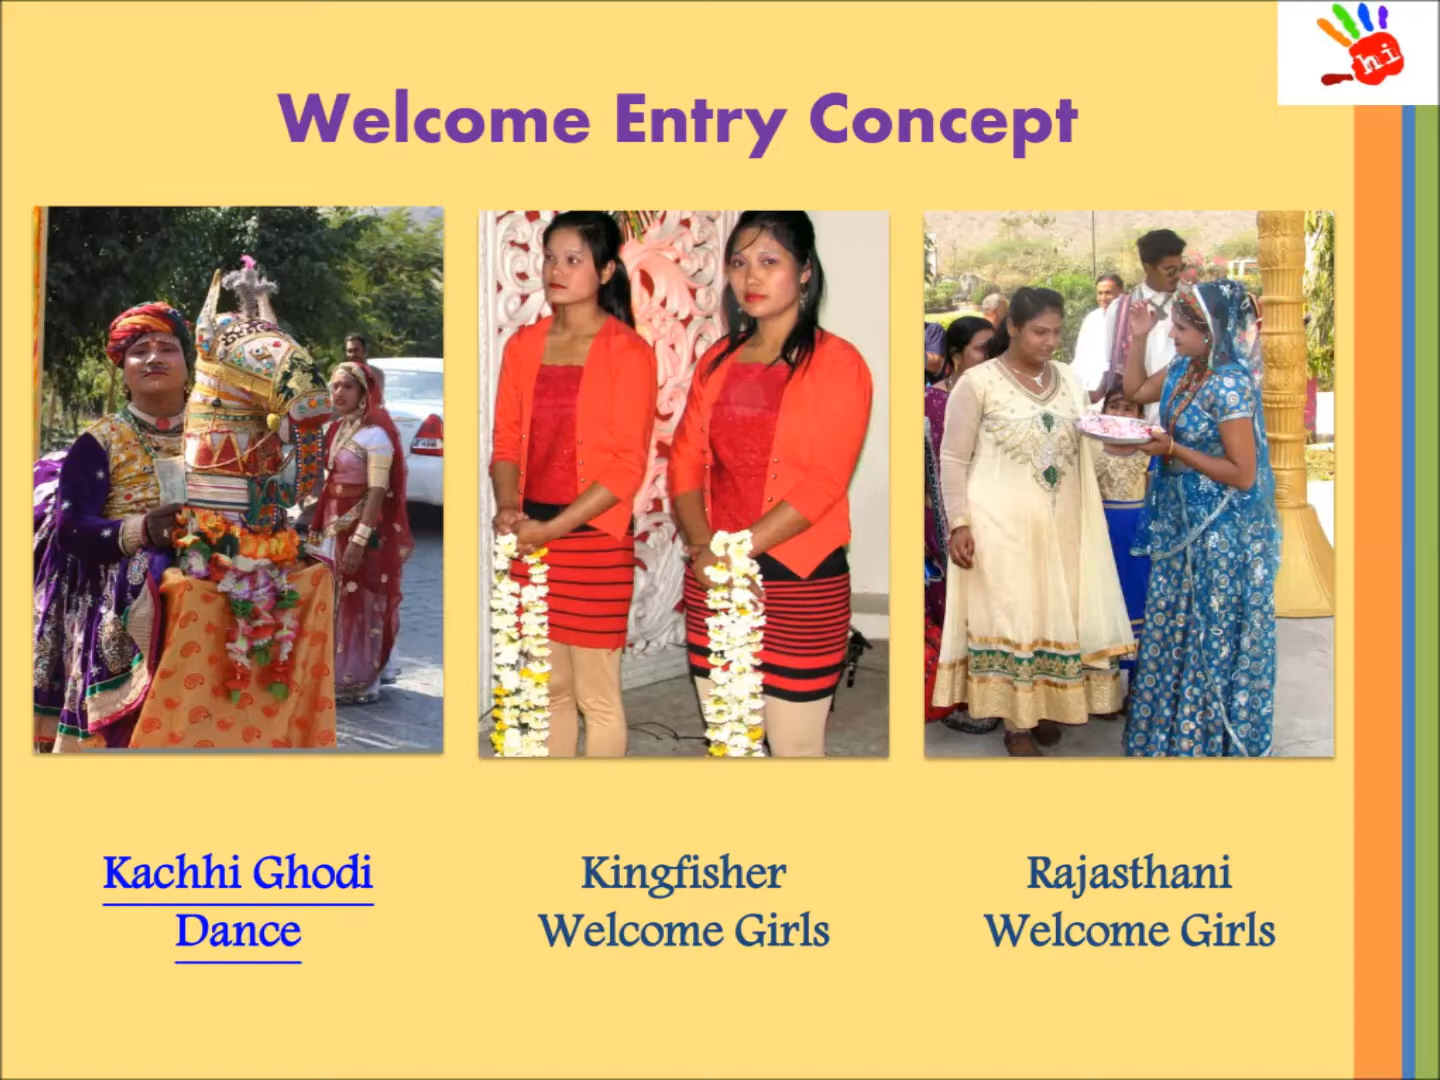 hi
Welcome Entry Concept
Kachhi Ghodi
Dance
Kingfisher
Welcome Girls
Rajasthani
Welcome Girls